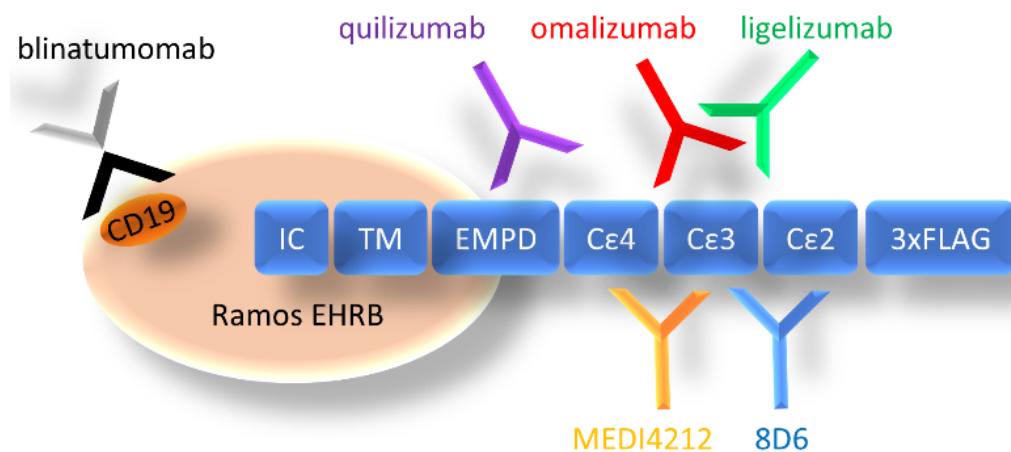 quilizumab omalizumab ligelizumab
blinatumomab
CD19
IC TM EMPD Cε4 Cε3 Cε2 3xFLAG
Ramos EHRB
MEDI4212 8D6